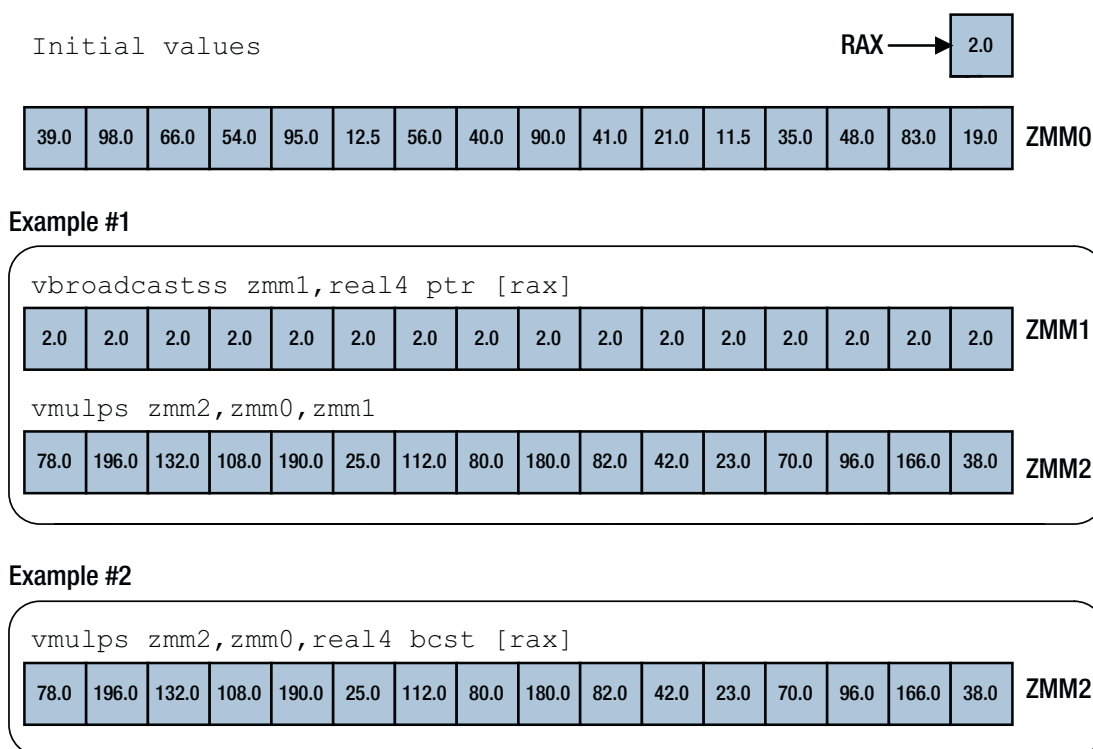 Initial values RAX 2.0
39.0 98.0 66.0 54.0 95.0 12.5 56.0 40.0 90.0 41.0 21.0 11.5 35.0 48.0 83.0 19.0 ZMM0
Example #1
vbroadcastss zmm1,real4 ptr [rax]
2.0 2.0 2.0 2.0 2.0 2.0 2.0 2.0 2.0 2.0 2.0 2.0 2.0 2.0 2.0 2.0 ZMM1
vmulps zmm2,zmm0,zmm1
78.0 196.0 132.0 108.0 190.0 25.0 112.0 80.0 180.0 82.0 42.0 23.0 70.0 96.0 166.0 38.0 ZMM2
Example #2
vmulps zmm2,zmm0,real4 bcst [rax]
78.0 196.0 132.0 108.0 190.0 25.0 112.0 80.0 180.0 82.0 42.0 23.0 70.0 96.0 166.0 38.0 ZMM2